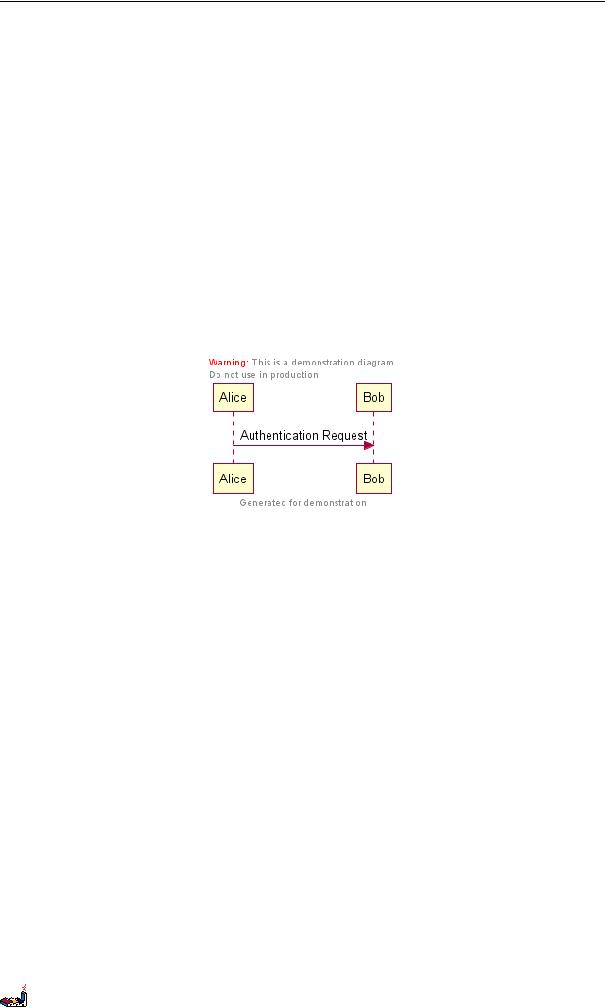 Warning: This is a demonstration diagram.
Do not use in production.
Alice Bob
Authentication Request
Alice Bob
Generated for demonstration